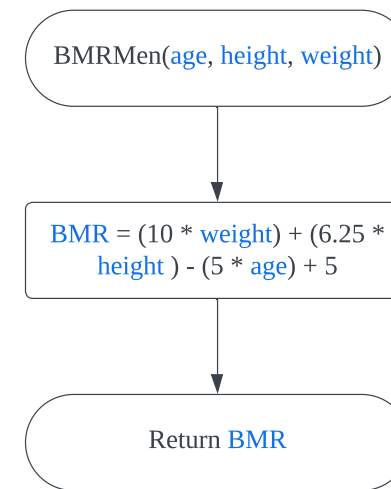 BMRMen(age, height, weight)
BMR = (10 * weight) + (6.25 *
height ) - (5 * age) + 5
Return BMR